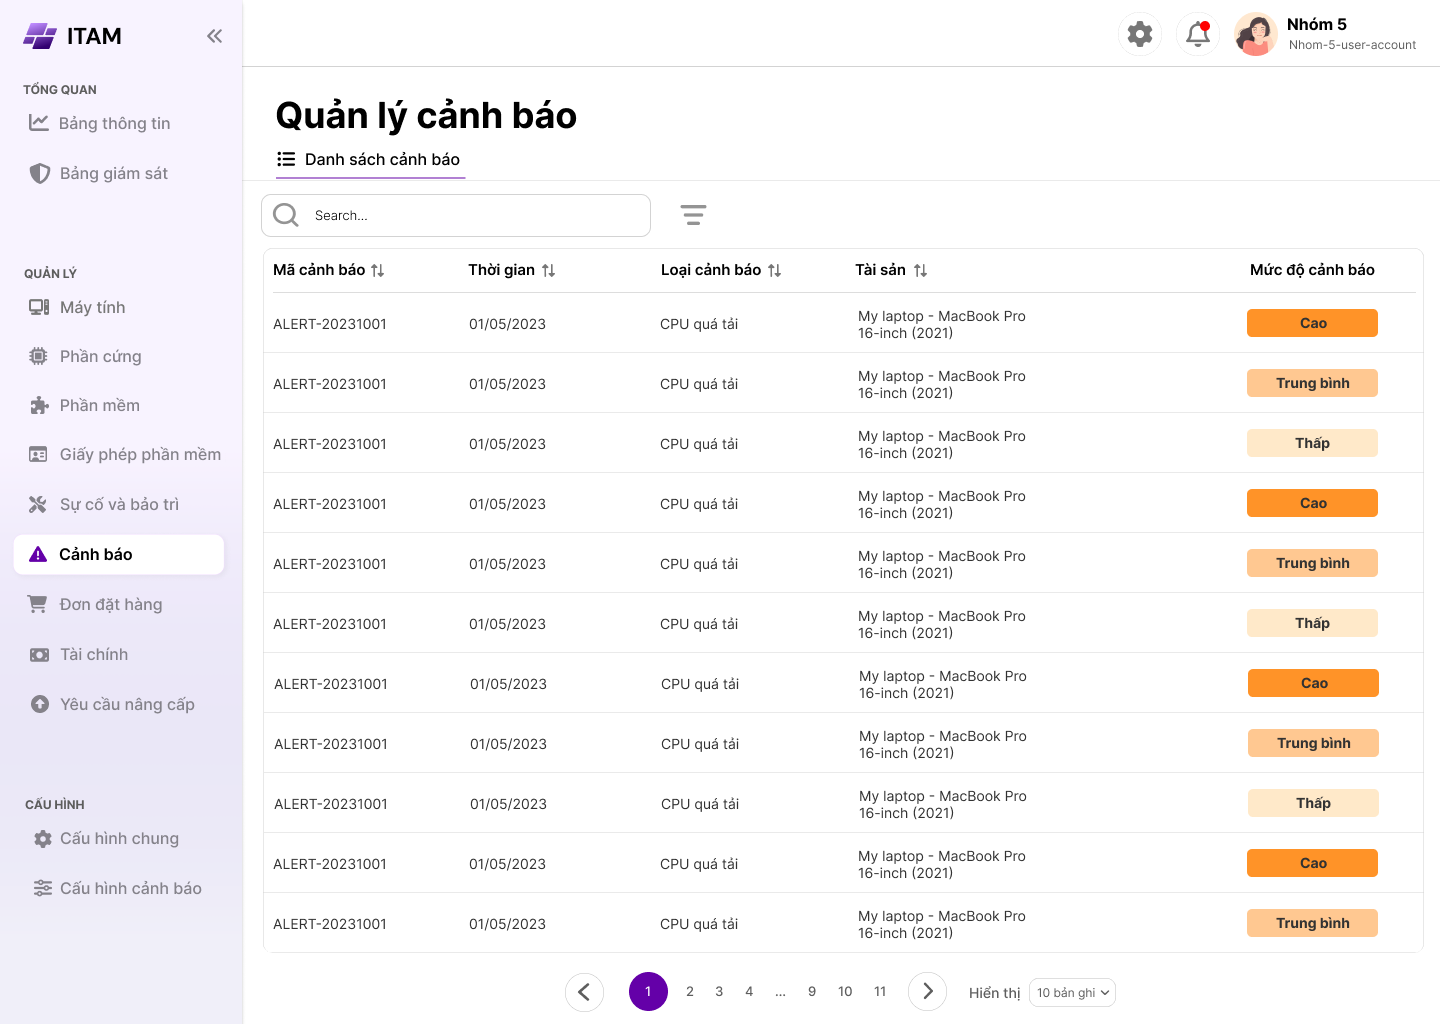 ITAM
TỔNG QUAN
Bảng thông tin
Bảng giám sát
QUẢN LÝ
Máy tính
Phần cứng
Phần mềm
Giấy phép phần mềm
Sự cố và bảo trì
Cảnh báo
Đơn đặt hàng
Tài chính
Yêu cầu nâng cấp
CẤU HÌNH
Cấu hình chung
Cấu hình cảnh báo
Nhóm 5
Nhom-5-user-account
Quản lý cảnh báo
Danh sách cảnh báo
Search...
Mã cảnh báo Thời gian Loại cảnh báo Tài sản Mức độ cảnh báo
ALERT-20231001 01/05/2023 CPU quá tải My laptop - MacBook Pro
16-inch (2021) Cao
ALERT-20231001 01/05/2023 CPU quá tải My laptop - MacBook Pro
16-inch (2021) Trung bình
ALERT-20231001 01/05/2023 CPU quá tải My laptop - MacBook Pro
16-inch (2021) Thấp
ALERT-20231001 01/05/2023 CPU quá tải My laptop - MacBook Pro
16-inch (2021) Cao
ALERT-20231001 01/05/2023 CPU quá tải My laptop - MacBook Pro
16-inch (2021) Trung bình
ALERT-20231001 01/05/2023 CPU quá tải My laptop - MacBook Pro
16-inch (2021) Thấp
ALERT-20231001 01/05/2023 CPU quá tải My laptop - MacBook Pro
16-inch (2021) Cao
ALERT-20231001 01/05/2023 CPU quá tải My laptop - MacBook Pro
16-inch (2021) Trung bình
ALERT-20231001 01/05/2023 CPU quá tải My laptop - MacBook Pro
16-inch (2021) Thấp
ALERT-20231001 01/05/2023 CPU quá tải My laptop - MacBook Pro
16-inch (2021) Cao
ALERT-20231001 01/05/2023 CPU quá tải My laptop - MacBook Pro
16-inch (2021) Trung bình
1 2 3 4 ... 9 10 11 Hiển thị 10 bản ghi